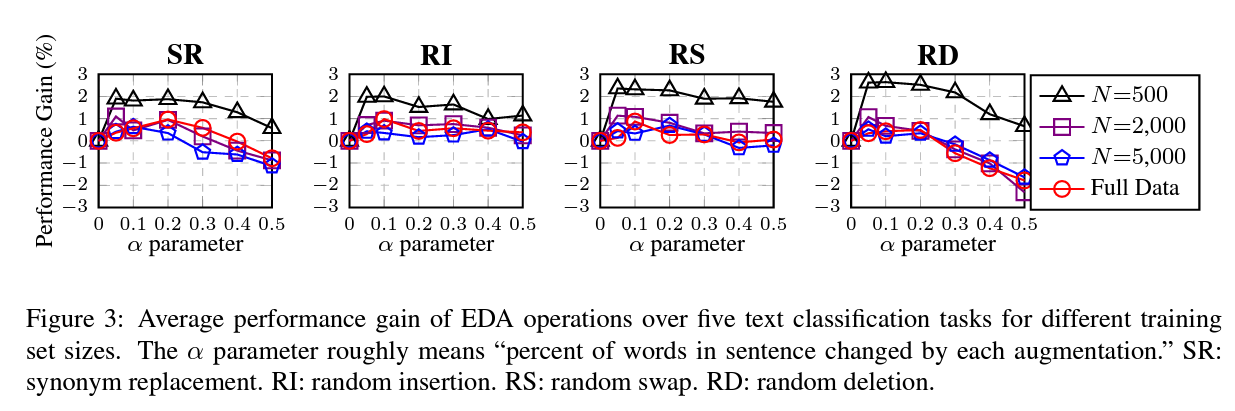 SR RI RS RD
Performance Gain (%)
3 3 3 3
2 2 2 2
1 1 1 1
0 0 0 0
−1 −1 −1 −1
−2 −2 −2 −2
−3 −3 −3 −3
0 0.1 0.2 0.3 0.4 0.5 0 0.1 0.2 0.3 0.4 0.5 0 0.1 0.2 0.3 0.4 0.5 0 0.1 0.2 0.3 0.4 0.5
α parameter α parameter α parameter α parameter
N=500
N=2,000
N=5,000
Full Data
Figure 3: Average performance gain of EDA operations over five text classification tasks for different training
set sizes. The α parameter roughly means “percent of words in sentence changed by each augmentation.” SR:
synonym replacement. RI: random insertion. RS: random swap. RD: random deletion.